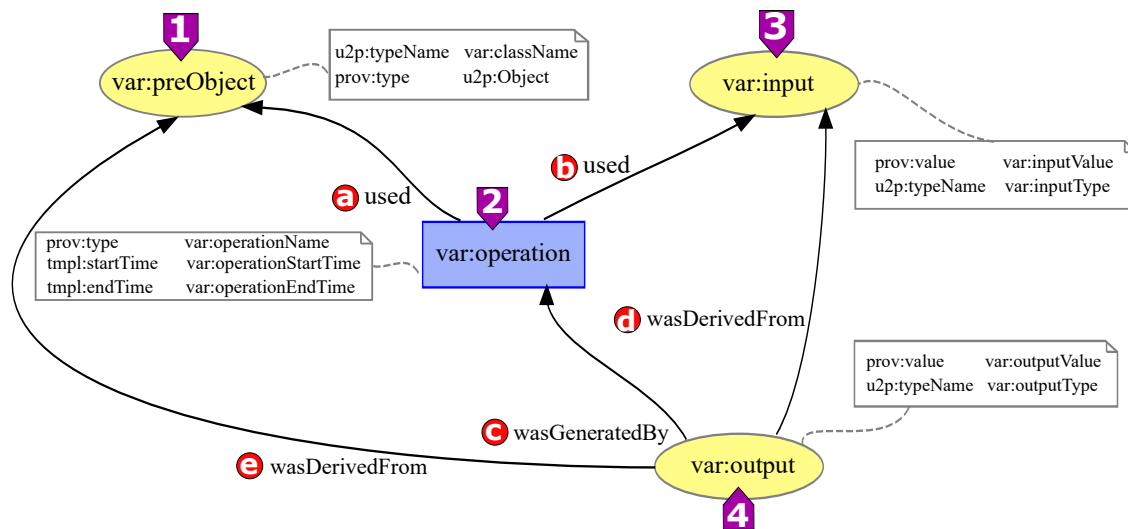 1
3
u2p:typeName var:className
prov:type u2p:Object
var:preObject
var:input
b used
prov:value var:inputValue
u2p:typeName var:inputType
a used
2
prov:type var:operationName
tmpl:startTime var:operationStartTime
tmpl:endTime var:operationEndTime
var:operation
d wasDerivedFrom
prov:value var:outputValue
u2p:typeName var:outputType
c wasGeneratedBy
e wasDerivedFrom
var:output
4